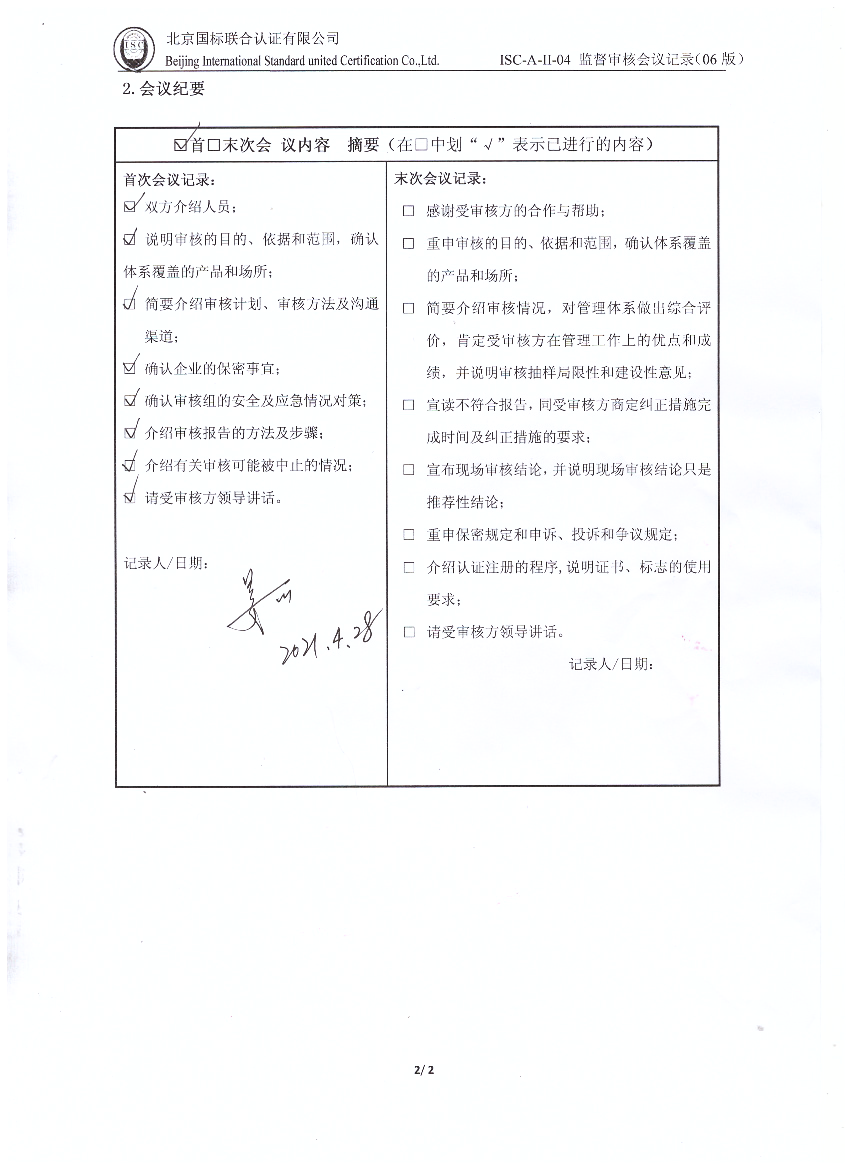 北京国标联合认证有限公司
Beijing International Standard united Certification Co.,Ltd. ISC-A-II-04 监督审核会议记录(06 版)
ISC
2. 会议纪要
☑首□末次会 议内容 摘要（在□中划“√”表示已进行的内容）
首次会议记录：
☑ 双方介绍人员；
☑ 说明审核的目的、依据和范围，确认
体系覆盖的产品和场所；
☑ 简要介绍审核计划、审核方法及沟通
渠道；
☑ 确认企业的保密事宜；
☑ 确认审核组的安全及应急情况对策；
☑ 介绍审核报告的方法及步骤；
☑ 介绍有关审核可能被中止的情况；
☑ 请受审核方领导讲话。
记录人/日期：
2021.4.28
末次会议记录：
□ 感谢受审核方的合作与帮助；
□ 重申审核的目的、依据和范围，确认体系覆盖
的产品和场所；
□ 简要介绍审核情况，对管理体系做出综合评
价，肯定受审核方在管理工作上的优点和成
绩，并说明审核抽样局限性和建设性意见；
□ 宣读不符合报告，同受审核方商定纠正措施完
成时间及纠正措施的要求；
□ 宣布现场审核结论，并说明现场审核结论只是
推荐性结论；
□ 重申保密规定和申诉、投诉和争议规定；
□ 介绍认证注册的程序，说明证书、标志的使用
要求；
□ 请受审核方领导讲话。
记录人/日期：
2/ 2